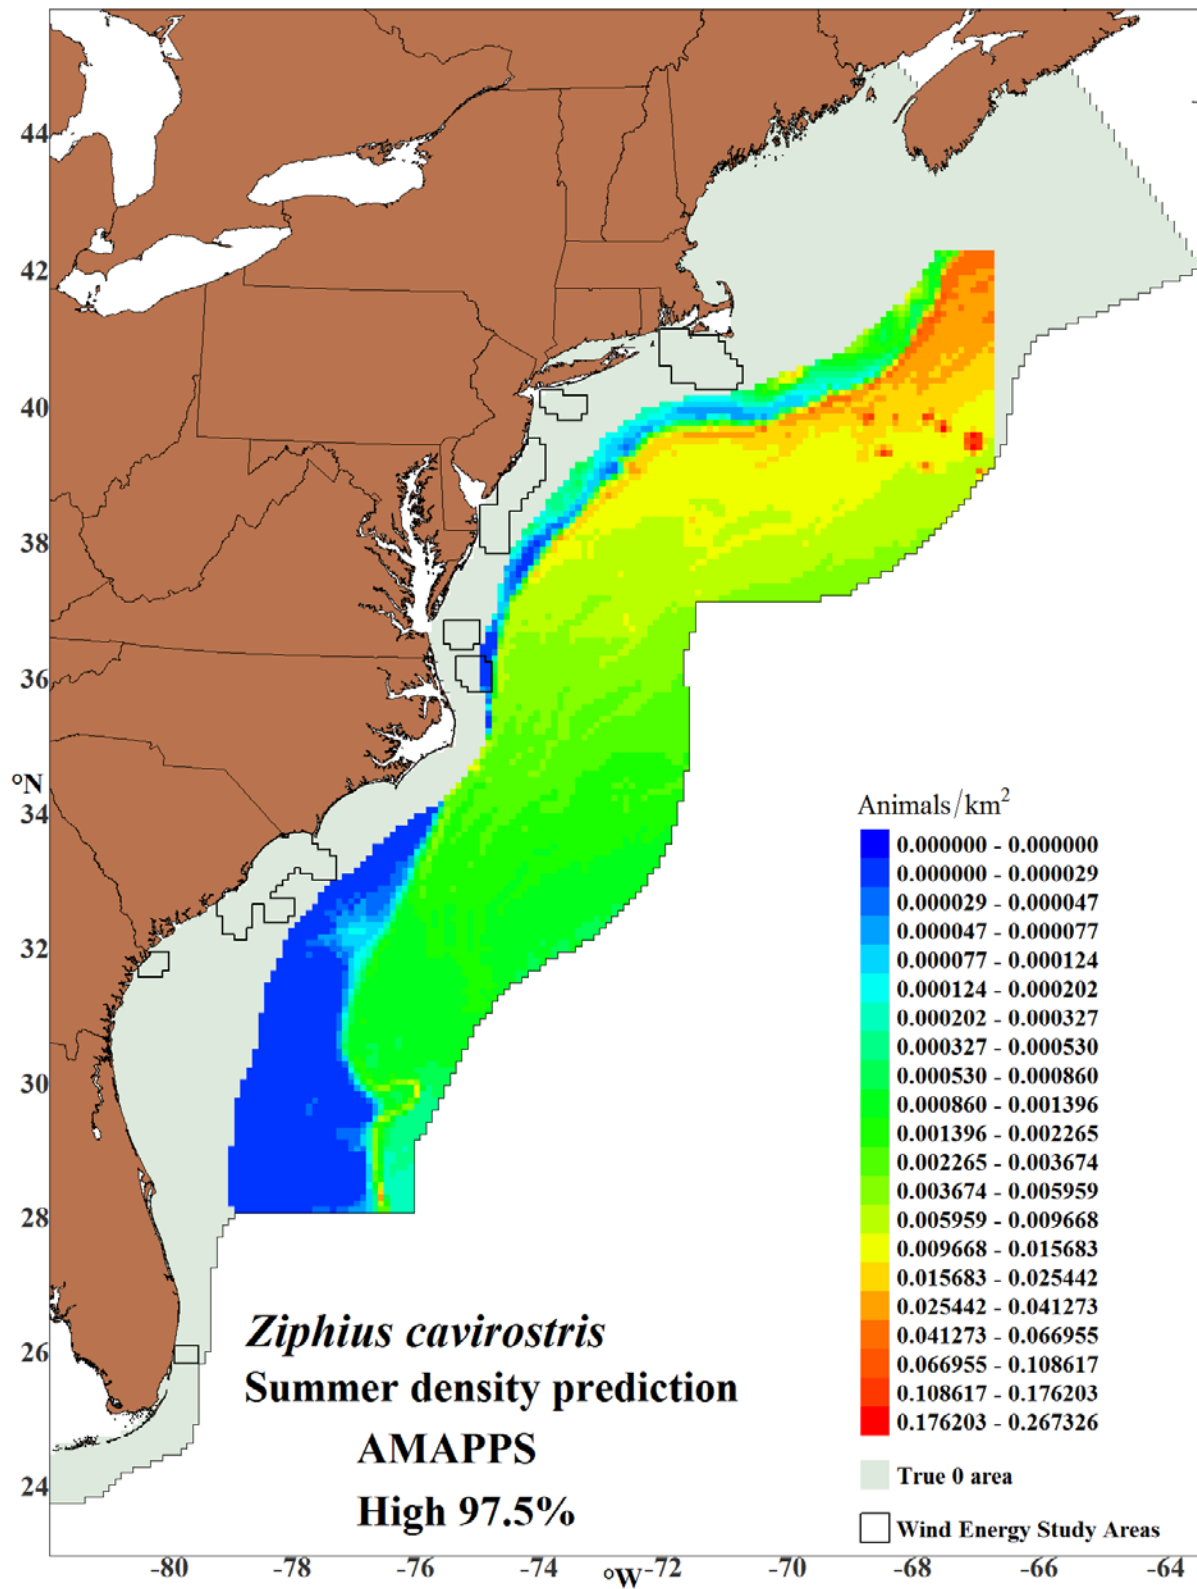 44
42
40
38
36
°N
34
32
30
28
26
24
Animals/km²
0.000000 - 0.000000
0.000000 - 0.000029
0.000029 - 0.000047
0.000047 - 0.000077
0.000077 - 0.000124
0.000124 - 0.000202
0.000202 - 0.000327
0.000327 - 0.000530
0.000530 - 0.000860
0.000860 - 0.001396
0.001396 - 0.002265
0.002265 - 0.003674
0.003674 - 0.005959
0.005959 - 0.009668
0.009668 - 0.015683
0.015683 - 0.025442
0.025442 - 0.041273
0.041273 - 0.066955
0.066955 - 0.108617
0.108617 - 0.176203
0.176203 - 0.267326
True 0 area
Wind Energy Study Areas
Ziphius cavirostris
Summer density prediction
AMAPPS
High 97.5%
-80 -78 -76 -74 °W -72 -70 -68 -66 -64